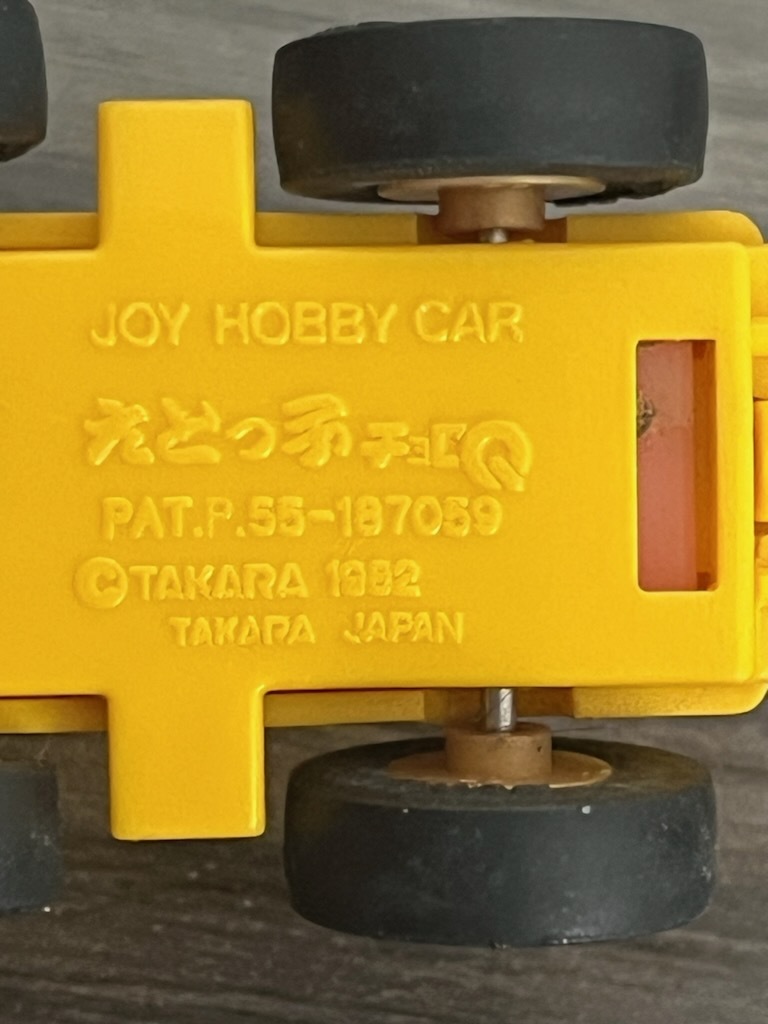 JOY HOBBY CAR
えとっ子 チョロQ
PAT.P.55-187059
©TAKARA 1982
TAKARA JAPAN